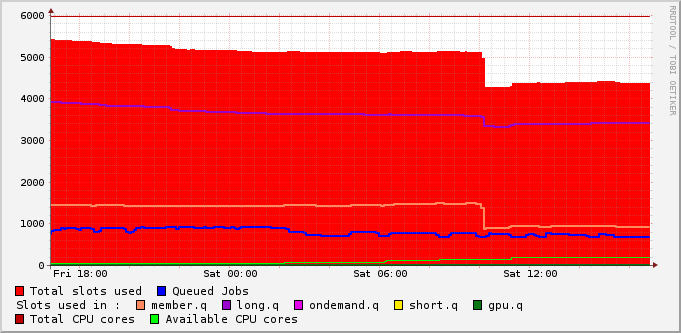 6000
5000
4000
3000
2000
1000
0
Fri 18:00 Sat 00:00 Sat 06:00 Sat 12:00
Total slots used Queued Jobs
Slots used in : member.q long.q ondemand.q short.q gpu.q
Total CPU cores Available CPU cores
RRDTOOL / TOBI OETIKER